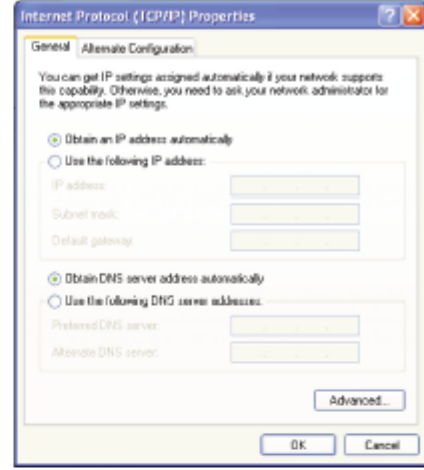 Internet Protocol (TCP/IP) Properties
General Alternate Configuration
You can get IP settings assigned automatically if your network supports
this capability. Otherwise, you need to ask your network administrator for
the appropriate IP settings.
Obtain an IP address automatically
Use the following IP address:
IP address:
Subnet mask:
Default gateway:
Obtain DNS server address automatically
Use the following DNS server addresses:
Preferred DNS server:
Alternate DNS server:
Advanced...
OK Cancel